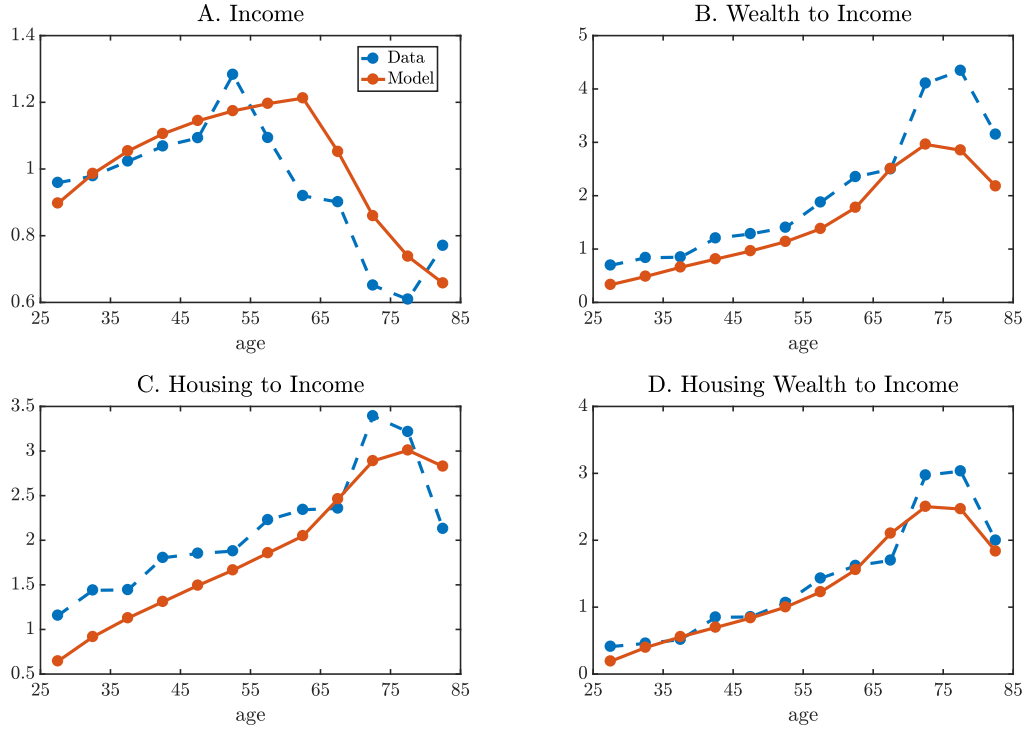 A. Income
1.4
1.2
1
0.8
0.6
25 35 45 55 65 75 85
age
Data
Model
B. Wealth to Income
5
4
3
2
1
0
25 35 45 55 65 75 85
age
C. Housing to Income
3.5
3
2.5
2
1.5
1
0.5
25 35 45 55 65 75 85
age
D. Housing Wealth to Income
4
3
2
1
0
25 35 45 55 65 75 85
age